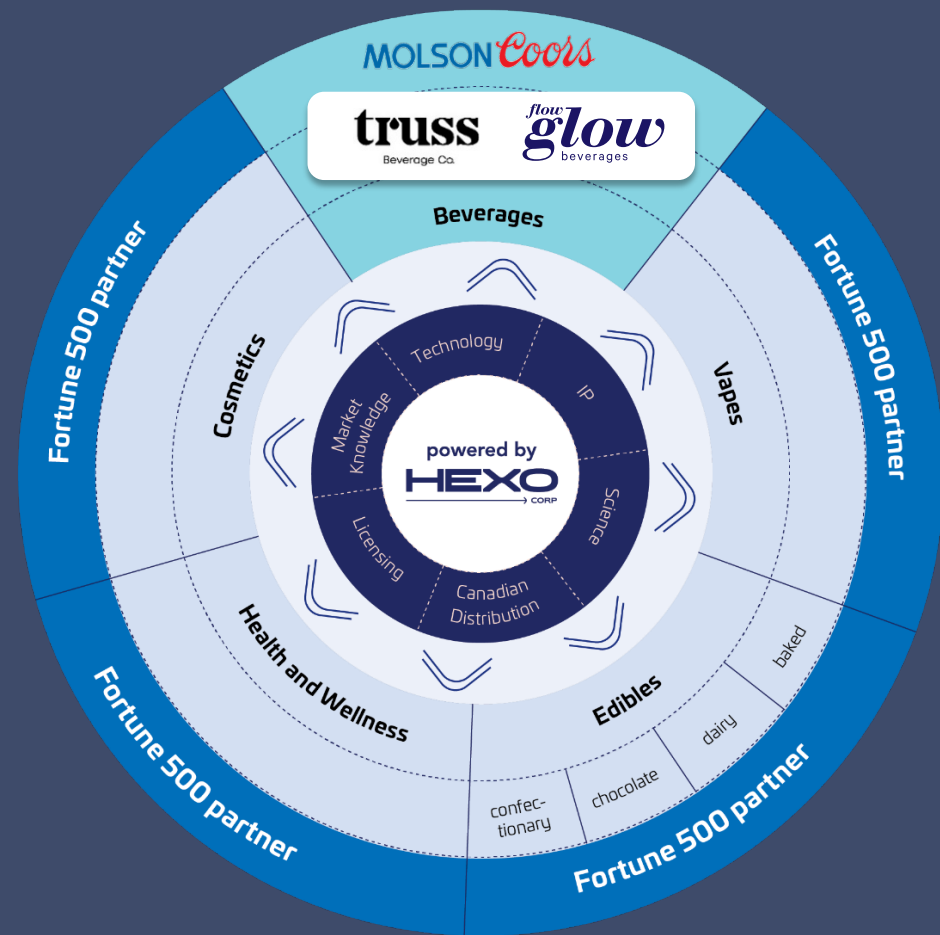 MOLSON Coors
truss
Beverage Co.
flow
glow
beverages
Beverages
Fortune 500 partner
Cosmetics
Vapes
Fortune 500 partner
Technology
IP
Market
Knowledge
powered by
HEXO
CORP
Science
Licensing
Canadian
Distribution
Health and Wellness
Edibles
baked
dairy
chocolate
confec-
tionary
Fortune 500 partner
Fortune 500 partner